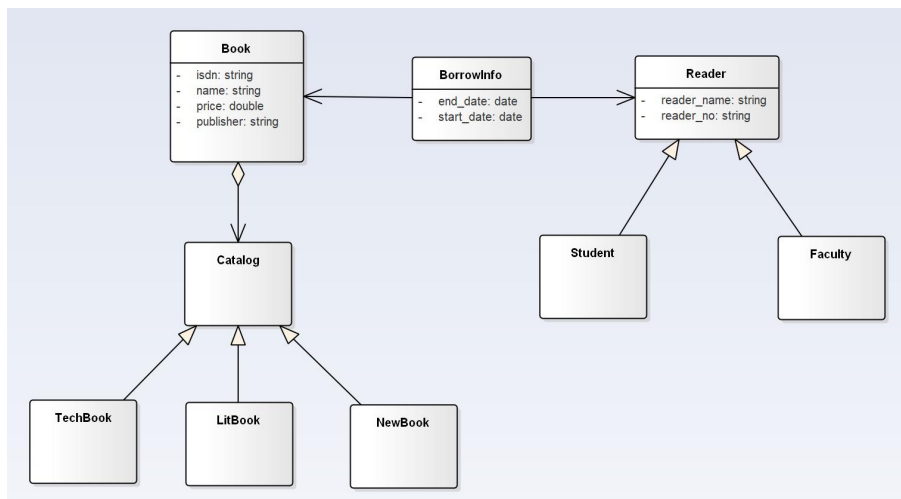 Book
- isdn: string
- name: string
- price: double
- publisher: string
BorrowInfo
- end_date: date
- start_date: date
Reader
- reader_name: string
- reader_no: string
Catalog
Student
Faculty
TechBook
LitBook
NewBook